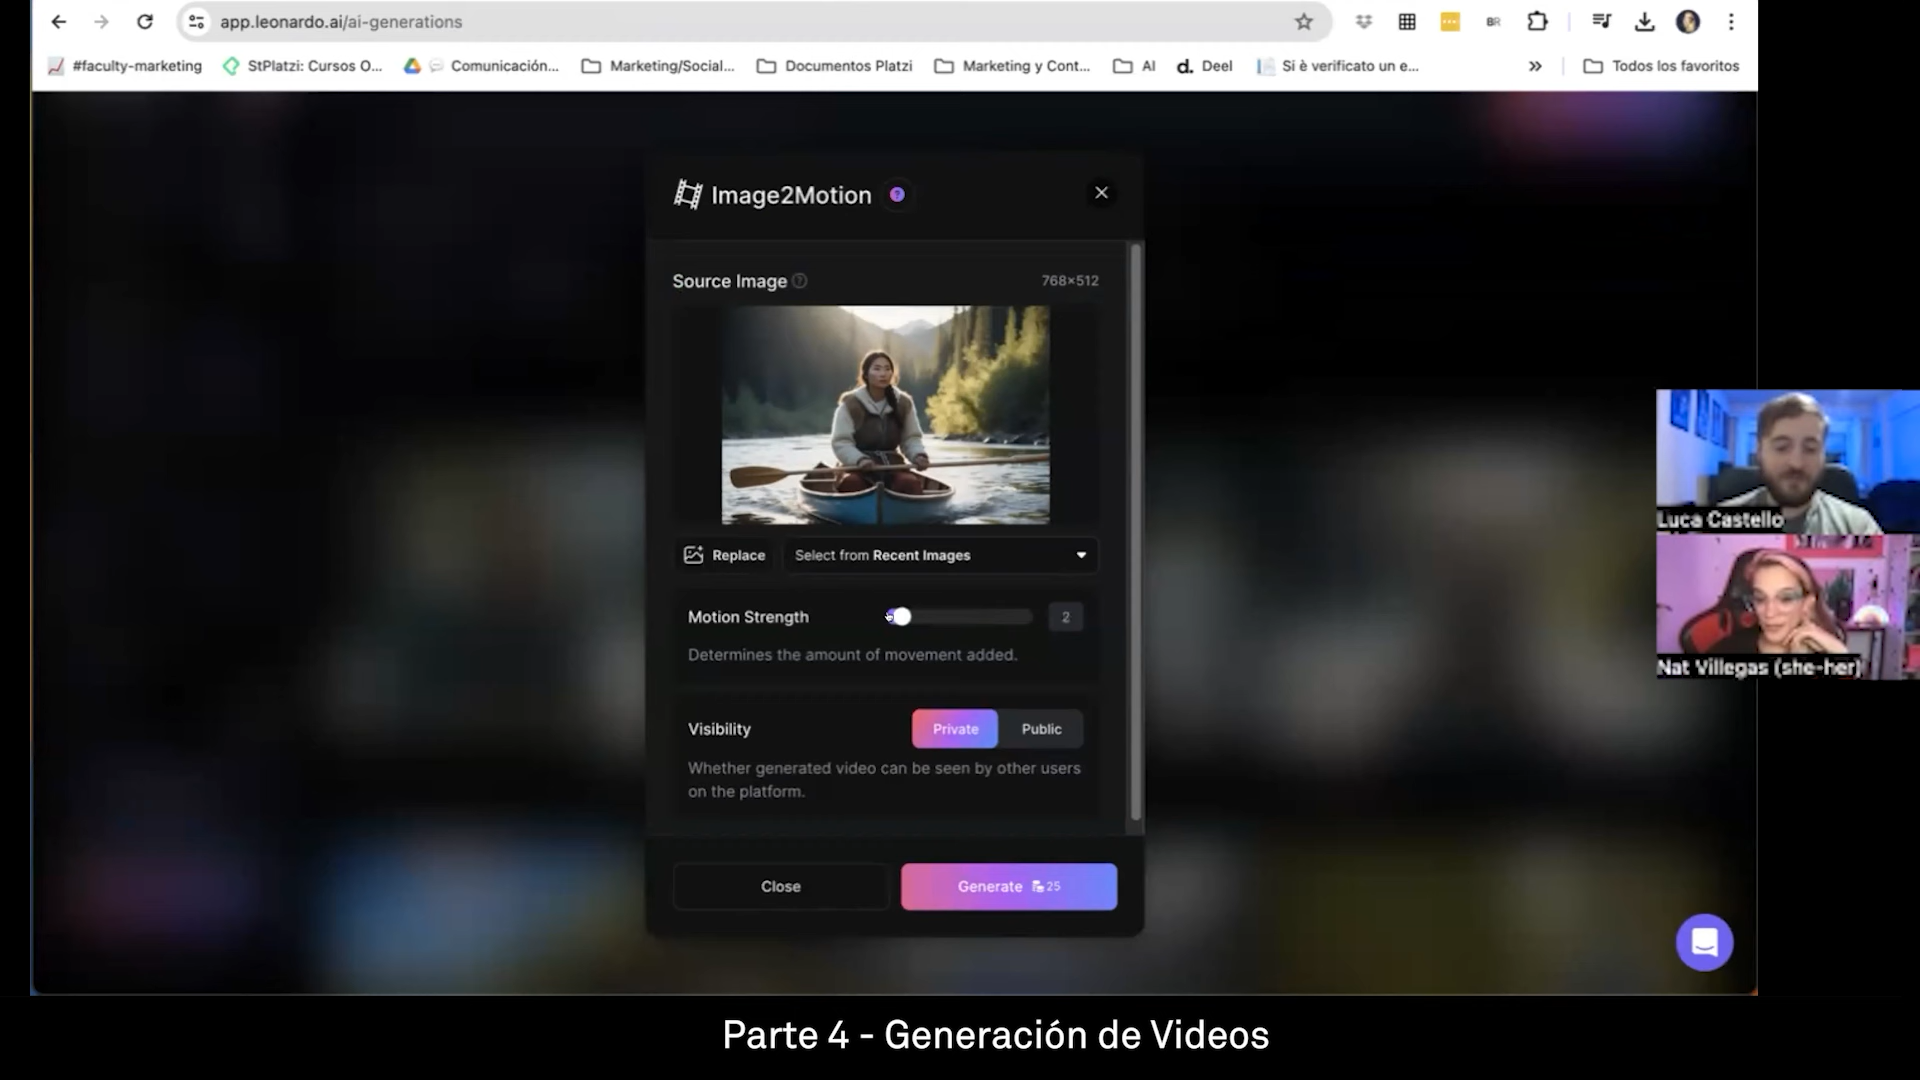 app.leonardo.ai/ai-generations
BR
#faculty-marketing
StPlatzi: Cursos O...
Comunicación...
Marketing/Social...
Documentos Platzi
Marketing y Cont...
AI
d. Deel
Si è verificato un e...
»
Todos los favoritos
Image2Motion ?
Source Image ?
768×512
Replace
Select from Recent Images
Motion Strength
2
Determines the amount of movement added.
Visibility
Private
Public
Whether generated video can be seen by other users
on the platform.
Close
Generate 25
Luca Castello
Nat Villegas (she-her)
Parte 4 - Generación de Videos